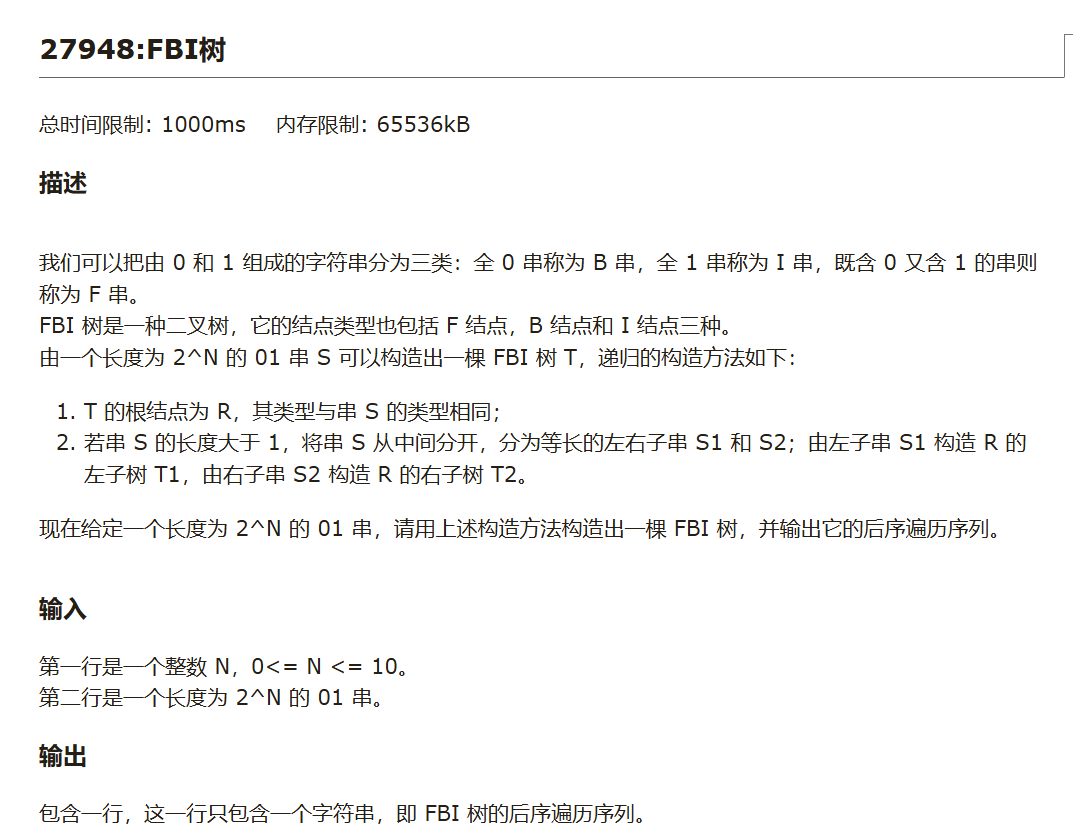 27948:FBI树
总时间限制: 1000ms 内存限制: 65536kB
描述
我们可以把由 0 和 1 组成的字符串分为三类：全 0 串称为 B 串，全 1 串称为 I 串，既含 0 又含 1 的串则
称为 F 串。
FBI 树是一种二叉树，它的结点类型也包括 F 结点，B 结点和 I 结点三种。
由一个长度为 2^N 的 01 串 S 可以构造出一棵 FBI 树 T，递归的构造方法如下：
1. T 的根结点为 R，其类型与串 S 的类型相同；
2. 若串 S 的长度大于 1，将串 S 从中间分开，分为等长的左右子串 S1 和 S2；由左子串 S1 构造 R 的
左子树 T1，由右子串 S2 构造 R 的右子树 T2。
现在给定一个长度为 2^N 的 01 串，请用上述构造方法构造出一棵 FBI 树，并输出它的后序遍历序列。
输入
第一行是一个整数 N，0<= N <= 10。
第二行是一个长度为 2^N 的 01 串。
输出
包含一行，这一行只包含一个字符串，即 FBI 树的后序遍历序列。